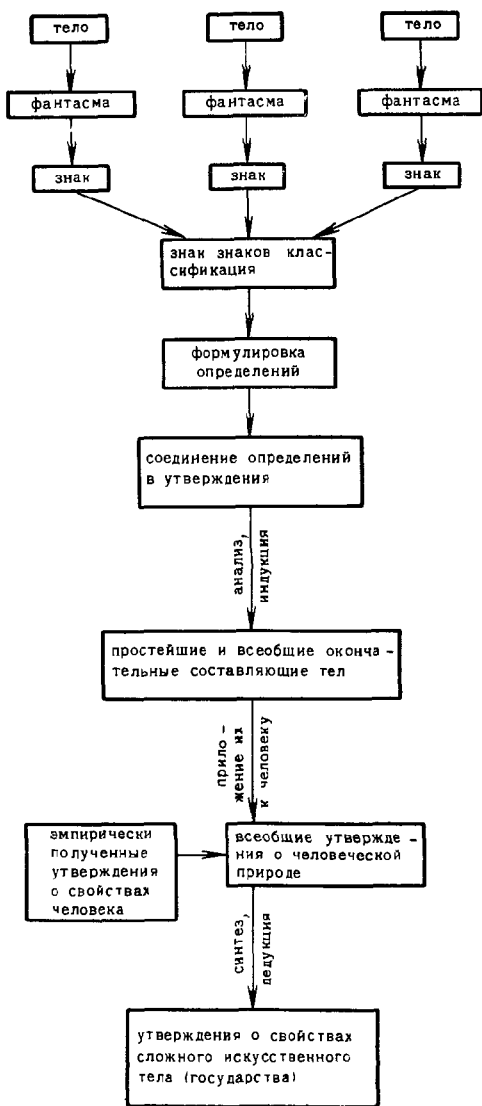 тело тело тело
фантасма фантасма фантасма
знак знак знак
знак знаков клас-
сификация
формулировка
определений
соединение определений
в утверждения
анализ,
индукция
простейшие и всеобщие оконча-
тельные составляющие тел
прило-
жение их
к человеку
эмпирически
полученные
утверждения
о свойствах
человека
всеобщие утвержде-
ния о человеческой
природе
синтез,
дедукция
утверждения о свойствах
сложного искусственного
тела (государства)